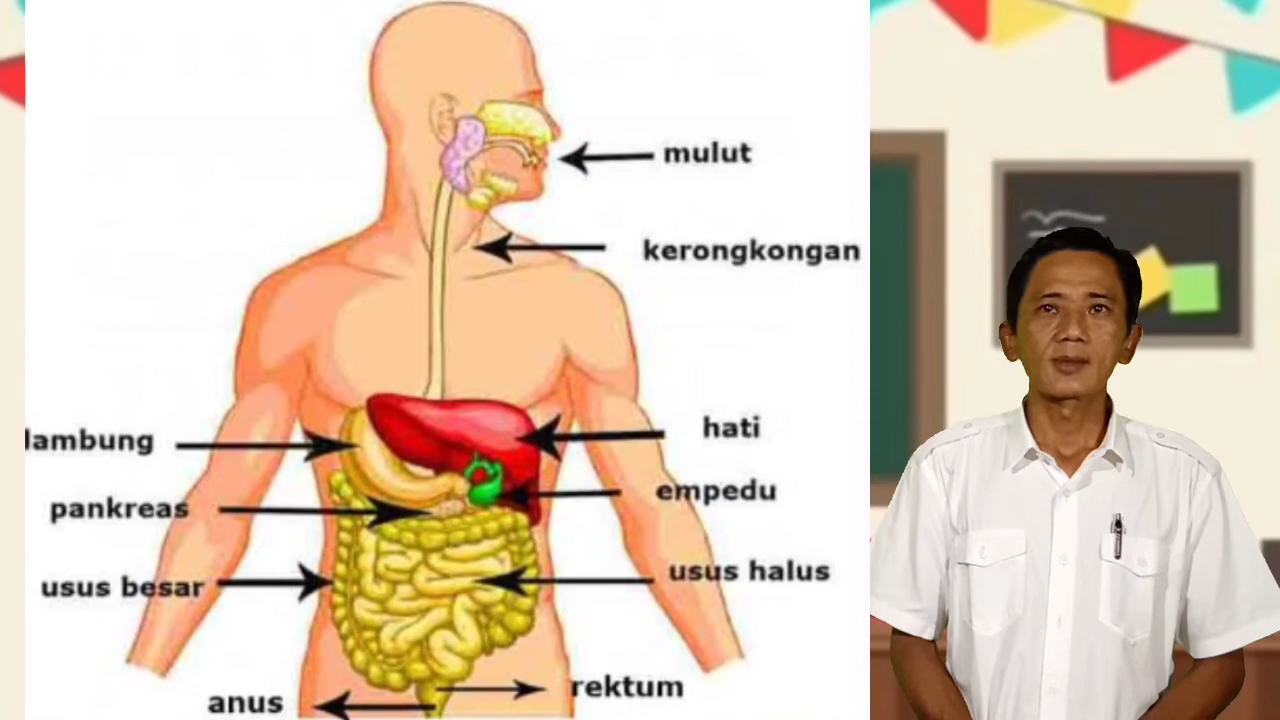 mulut
kerongkongan
lambung
hati
pankreas
empedu
usus besar
usus halus
anus
rektum